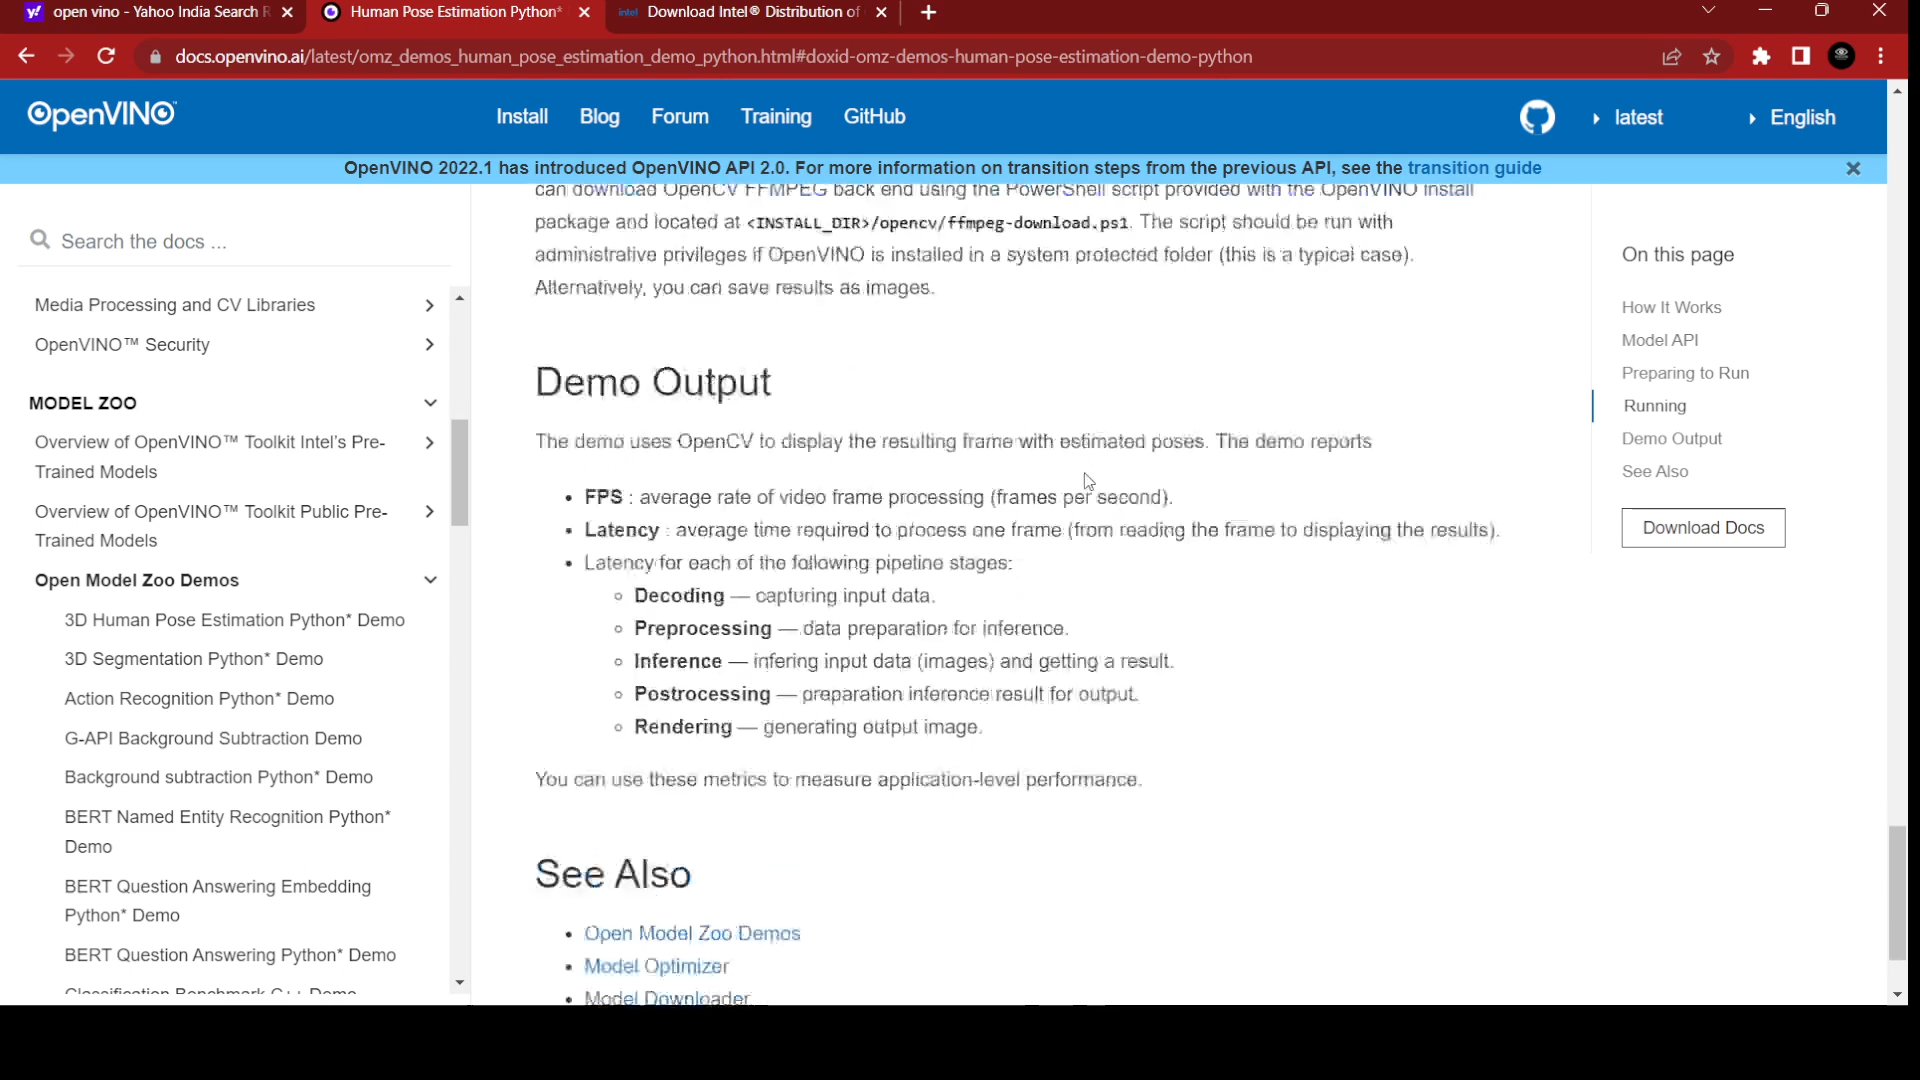 open vino - Yahoo India Search R
Human Pose Estimation Python*
intel Download Intel® Distribution of
docs.openvino.ai/latest/omz_demos_human_pose_estimation_demo_python.html#doxid-omz-demos-human-pose-estimation-demo-python
OpenVINO
Install Blog Forum Training GitHub
latest
English
OpenVINO 2022.1 has introduced OpenVINO API 2.0. For more information on transition steps from the previous API, see the transition guide
Search the docs ...
Media Processing and CV Libraries
OpenVINO™ Security
MODEL ZOO
Overview of OpenVINO™ Toolkit Intel's Pre-
Trained Models
Overview of OpenVINO™ Toolkit Public Pre-
Trained Models
Open Model Zoo Demos
3D Human Pose Estimation Python* Demo
3D Segmentation Python* Demo
Action Recognition Python* Demo
G-API Background Subtraction Demo
Background subtraction Python* Demo
BERT Named Entity Recognition Python*
Demo
BERT Question Answering Embedding
Python* Demo
BERT Question Answering Python* Demo
Classification Benchmark C++ Demo
can download OpenCV FFMPEG back end using the PowerShell script provided with the OpenVINO install
package and located at <INSTALL_DIR>/opencv/ffmpeg-download.ps1. The script should be run with
administrative privileges if OpenVINO is installed in a system protected folder (this is a typical case).
Alternatively, you can save results as images.
Demo Output
The demo uses OpenCV to display the resulting frame with estimated poses. The demo reports
• FPS : average rate of video frame processing (frames per second).
• Latency : average time required to process one frame (from reading the frame to displaying the results).
• Latency for each of the following pipeline stages:
Decoding — capturing input data.
Preprocessing — data preparation for inference.
Inference — infering input data (images) and getting a result.
Postrocessing — preparation inference result for output.
Rendering — generating output image.
You can use these metrics to measure application-level performance.
See Also
• Open Model Zoo Demos
• Model Optimizer
• Model Downloader
On this page
How It Works
Model API
Preparing to Run
Running
Demo Output
See Also
Download Docs